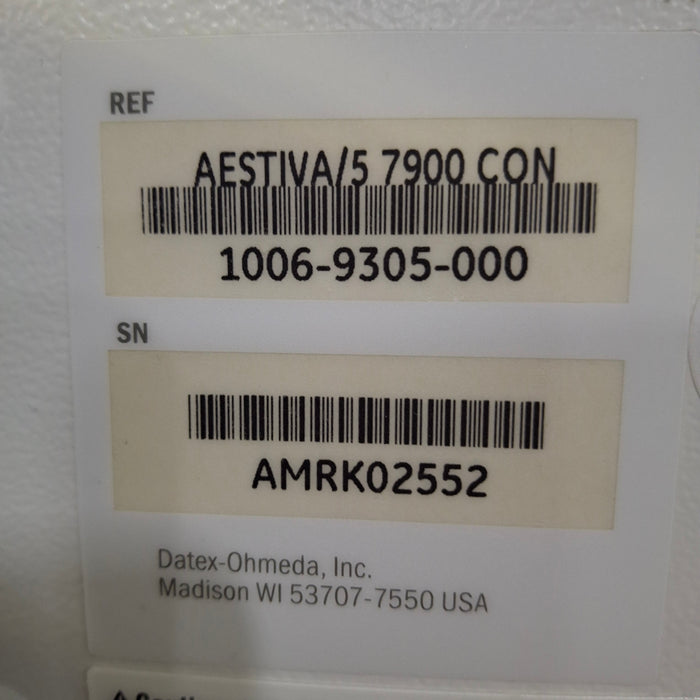 REF
AESTIVA/5 7900 CON
1006-9305-000
SN
AMRK02552
Datex-Ohmeda, Inc.
Madison WI 53707-7550 USA